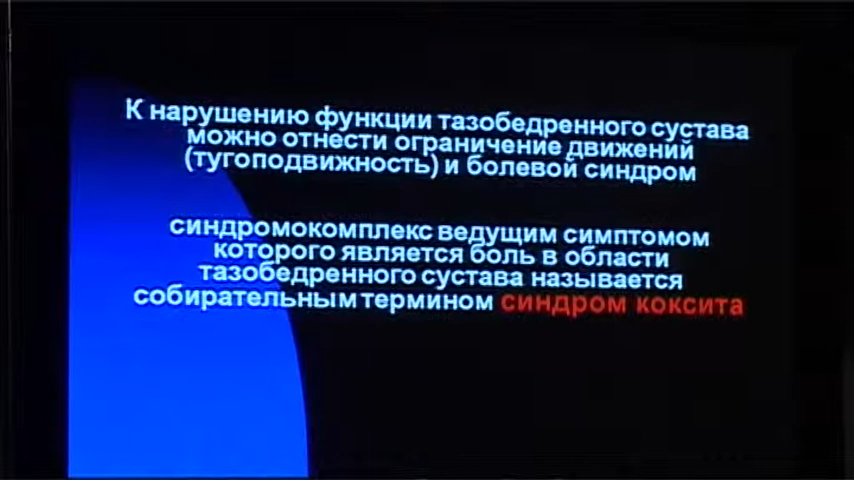 К нарушению функции тазобедренного сустава
можно отнести ограничение движений
(тугоподвижность) и болевой синдром
синдромокомплекс ведущим симптомом
которого является боль в области
тазобедренного сустава называется
собирательным термином синдром коксита